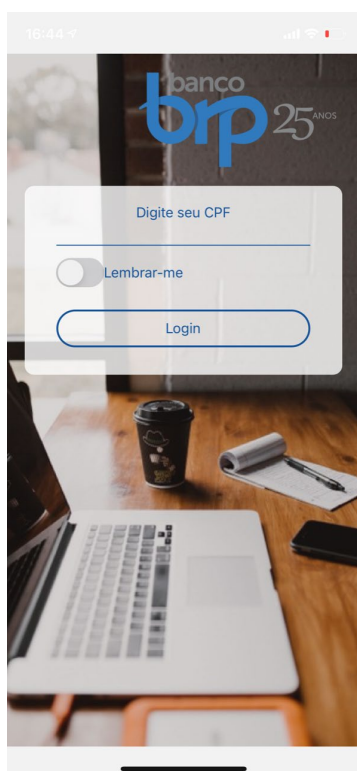 16:44
banco
brp 25 ANOS
Digite seu CPF
Lembrar-me
Login